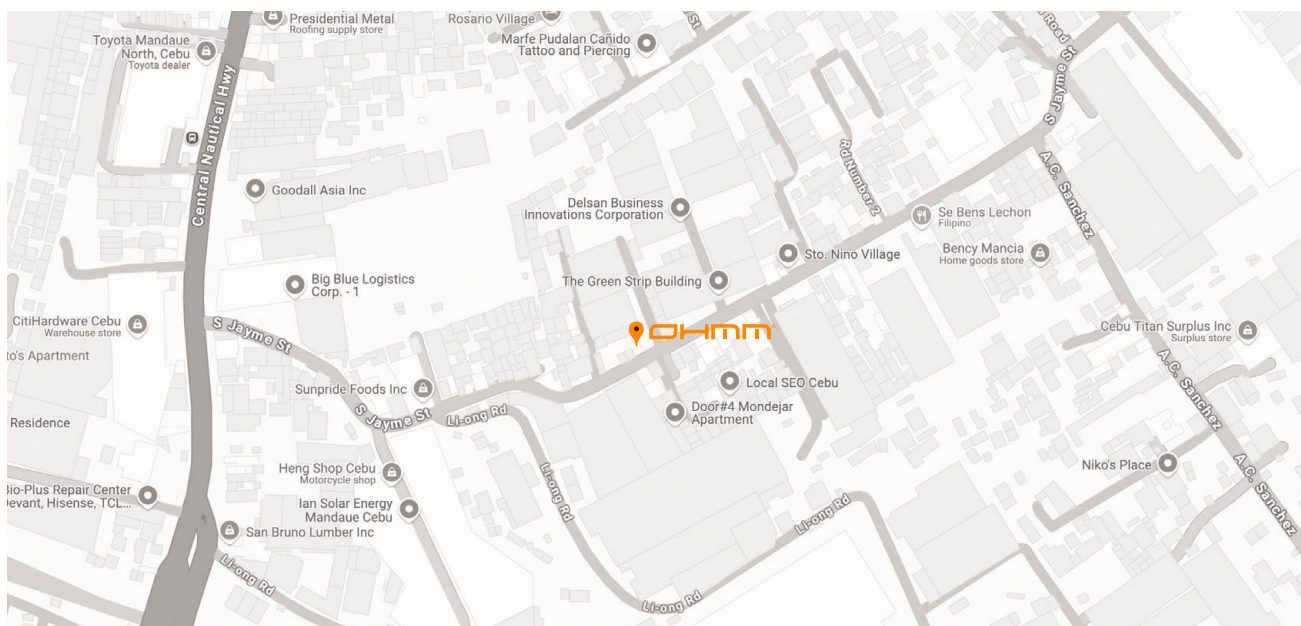 Presidential Metal
Roofing supply store
Rosario Village
Toyota Mandaue
North, Cebu
Toyota dealer
Marfe Pudalan Cañido
Tattoo and Piercing
St
Road
S Jayme St
Central Nautical Hwy
Goodall Asia Inc
Delsan Business
Innovations Corporation
Rd Number 2
A.C. Sanchez
Se Bens Lechon
Filipino
Bency Mancia
Home goods store
Sto. Nino Village
Big Blue Logistics
Corp. - 1
The Green Strip Building
CitiHardware Cebu
Warehouse store
S Jayme St
OHMM
Cebu Titan Surplus Inc
Surplus store
to's Apartment
A.C. Sanchez
Sunpride Foods Inc
Local SEO Cebu
S Jayme St
Li-ong Rd
Door#4 Mondejar
Apartment
Residence
Heng Shop Cebu
Motorcycle shop
Li-ong Rd
Niko's Place
A.C. Sanchez
Bio-Plus Repair Center
Devant, Hisense, TCL...
Ian Solar Energy
Mandaue Cebu
Li-ong Rd
San Bruno Lumber Inc
Li-ong Rd
Li-ong Rd